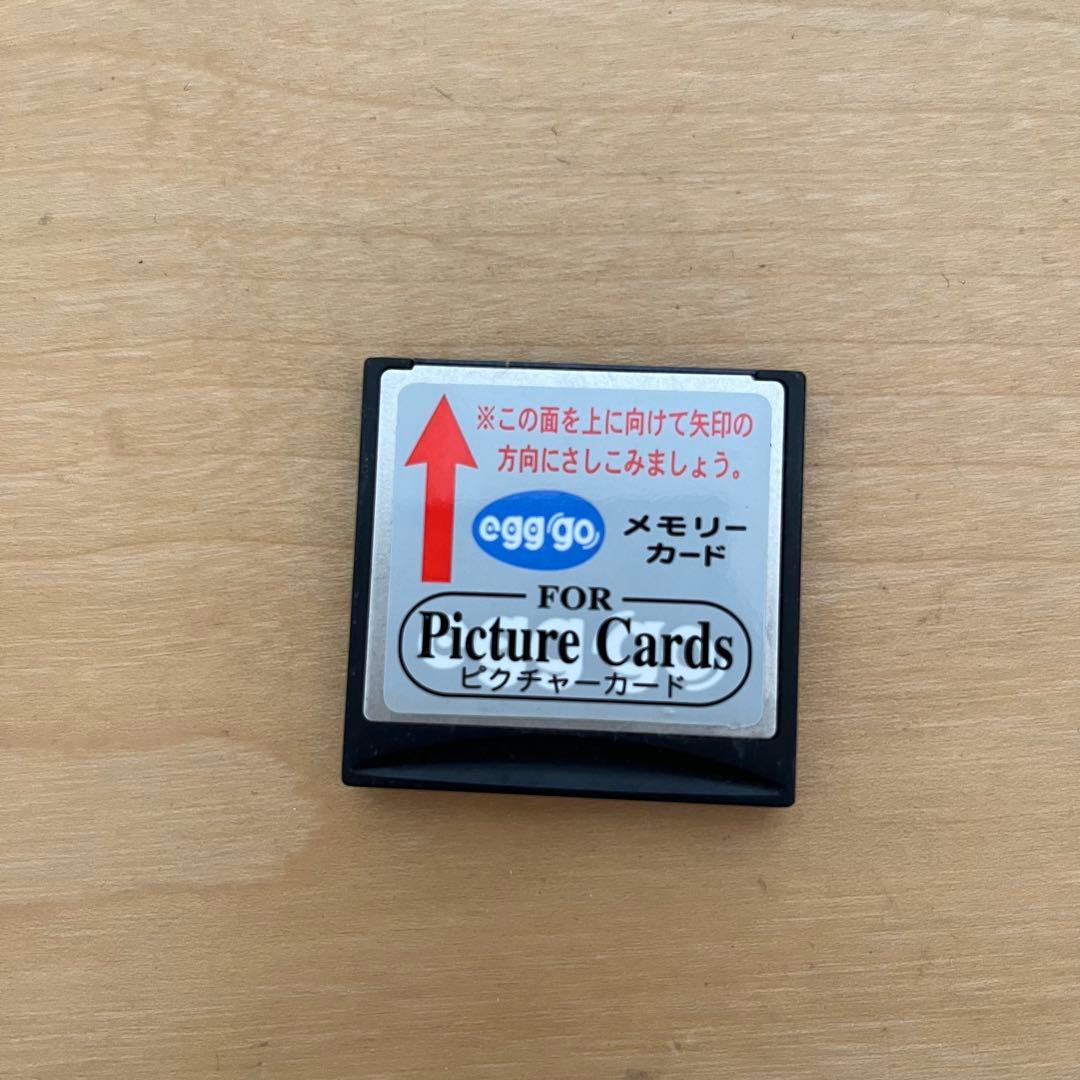 ※この面を上に向けて矢印の
方向にさしこみましょう。
egg go
メモリー
カード
FOR
Picture Cards
ピクチャーカード
egg go